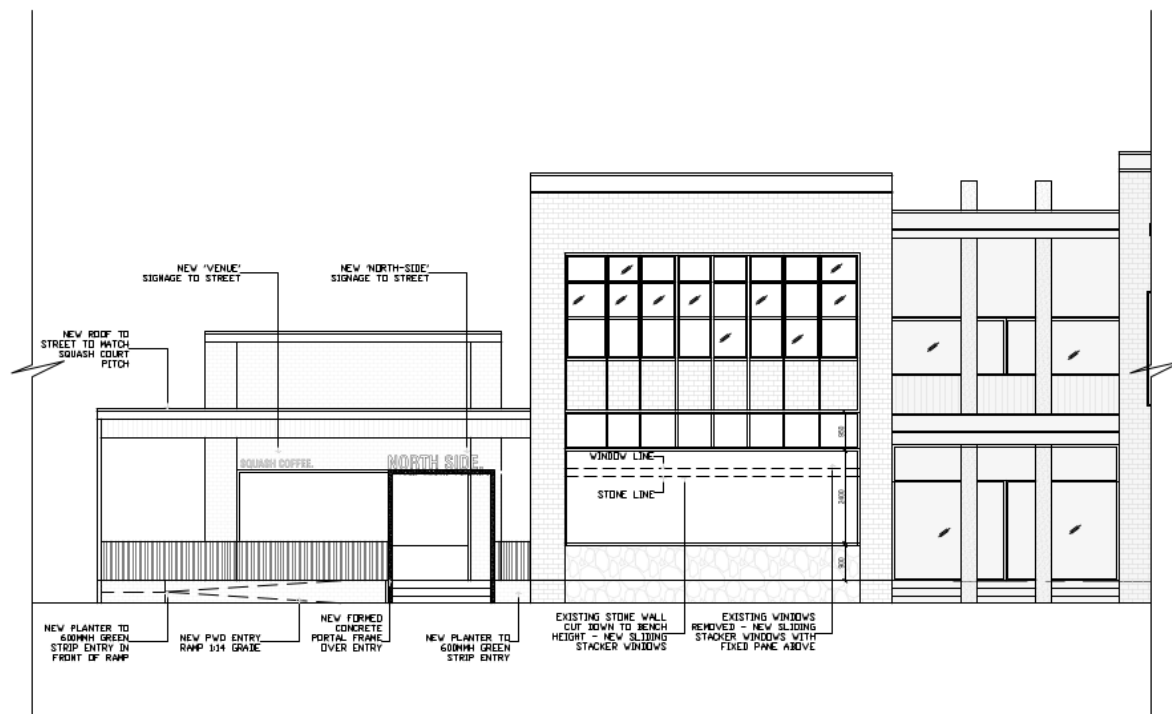 NEW 'VENUE'
SIGNAGE TO STREET
NEW 'NORTH-SIDE'
SIGNAGE TO STREET
NEW ROOF TO
STREET TO MATCH
SQUASH COURT
PITCH
SQUASH COFFEE.
NORTH SIDE.
WINDOW LINE
STONE LINE
950
2400
900
NEW PLANTER TO
600MMH GREEN
STRIP ENTRY IN
FRONT OF RAMP
NEW PWD ENTRY
RAMP 1:14 GRADE
NEW FORMED
CONCRETE
PORTAL FRAME
OVER ENTRY
NEW PLANTER TO
600MMH GREEN
STRIP ENTRY
EXISTING STONE WALL
CUT DOWN TO BENCH
HEIGHT - NEW SLIDING
STACKER WINDOWS
EXISTING WINDOWS
REMOVED - NEW SLIDING
STACKER WINDOWS WITH
FIXED PANE ABOVE